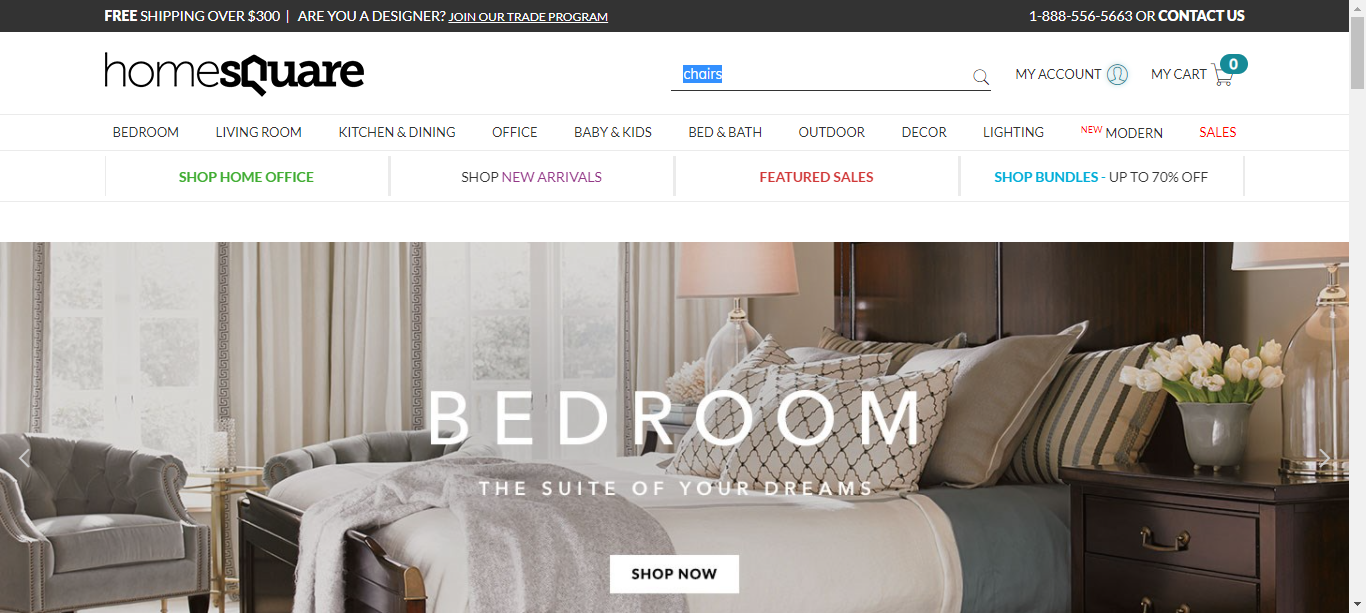 FREE SHIPPING OVER $300 | ARE YOU A DESIGNER? JOIN OUR TRADE PROGRAM
1-888-556-5663 OR CONTACT US
homesquare
chairs
MY ACCOUNT
MY CART
0
BEDROOM LIVING ROOM KITCHEN & DINING OFFICE BABY & KIDS BED & BATH OUTDOOR DECOR LIGHTING NEW MODERN SALES
SHOP HOME OFFICE
SHOP NEW ARRIVALS
FEATURED SALES
SHOP BUNDLES - UP TO 70% OFF
BEDROOM
THE SUITE OF YOUR DREAMS
SHOP NOW